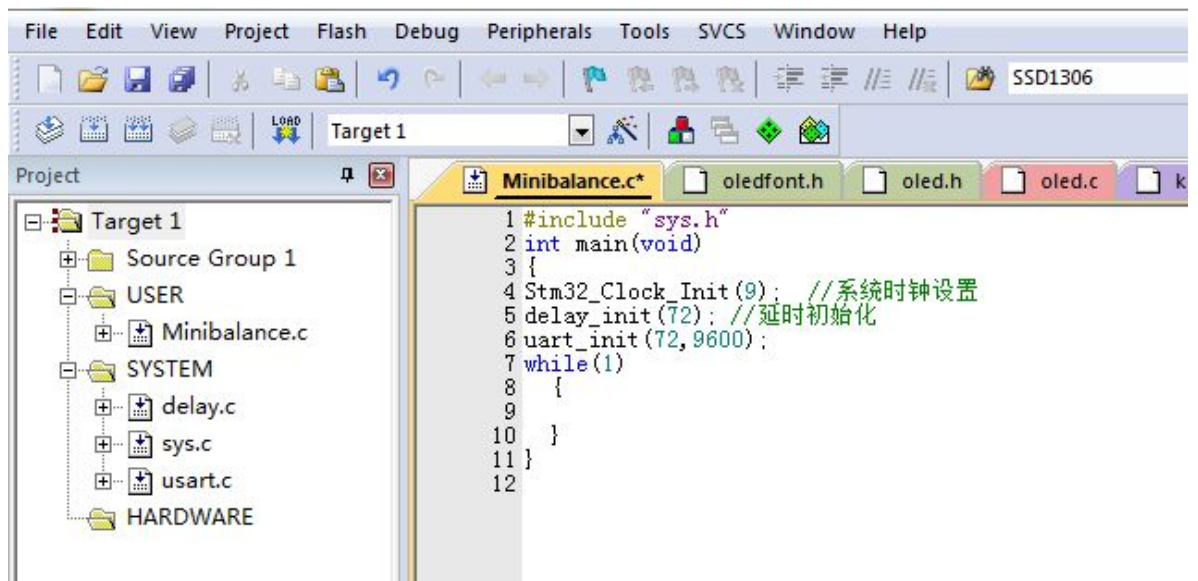 File Edit View Project Flash Debug Peripherals Tools SVCS Window Help
SSD1306
LOAD
Target 1
Project
Minibalance.c* oledfont.h oled.h oled.c k
Target 1
Source Group 1
USER
Minibalance.c
SYSTEM
delay.c
sys.c
usart.c
HARDWARE
1 #include "sys.h"
2 int main(void)
3 {
4 Stm32_Clock_Init(9); //系统时钟设置
5 delay_init(72); //延时初始化
6 uart_init(72,9600);
7 while(1)
8 {
9
10 }
11 }
12